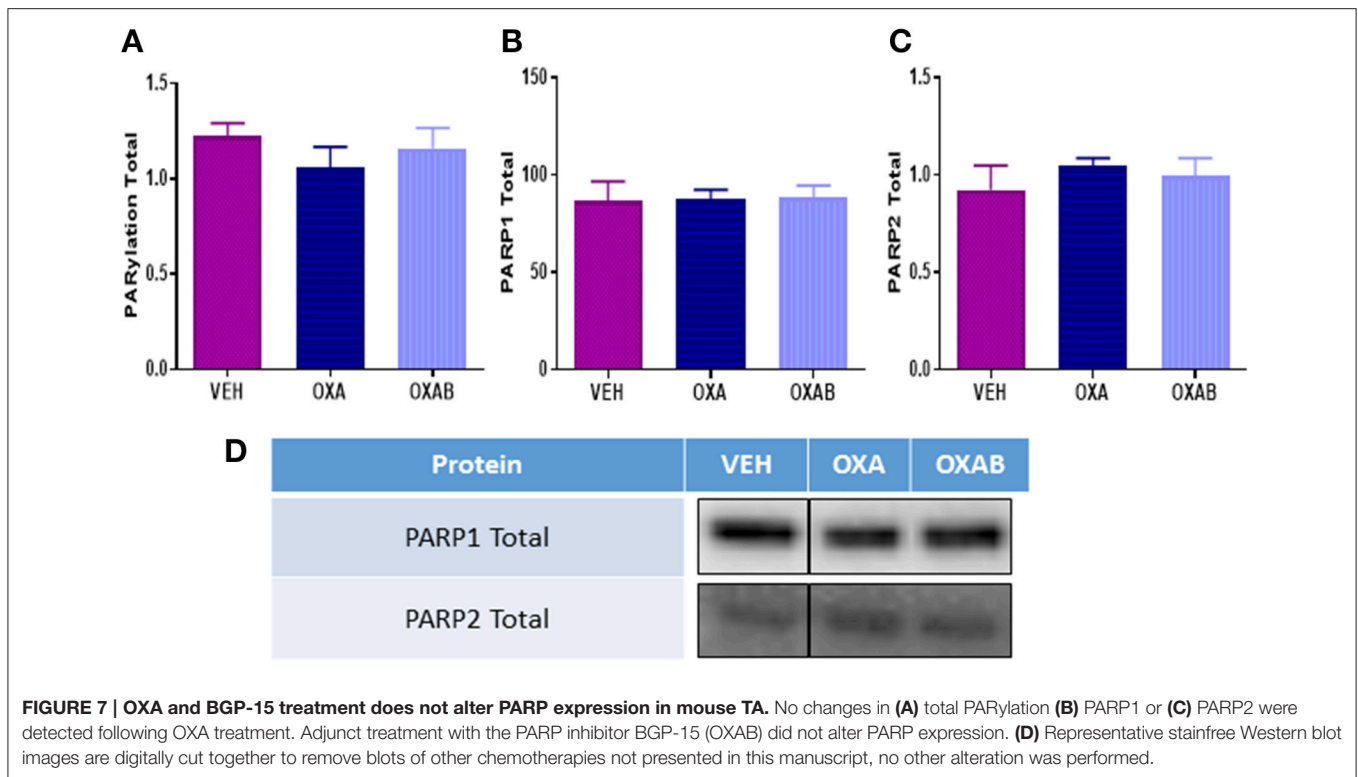 A
B
C
PARylation Total
1.5
1.0
0.5
0.0
VEH
OXA
OXAB
PARP1 Total
150
100
50
0
VEH
OXA
OXAB
PARP2 Total
1.5
1.0
0.5
0.0
VEH
OXA
OXAB
D
Protein VEH OXA OXAB
PARP1 Total
PARP2 Total
FIGURE 7 | OXA and BGP-15 treatment does not alter PARP expression in mouse TA. No changes in (A) total PARylation (B) PARP1 or (C) PARP2 were
detected following OXA treatment. Adjunct treatment with the PARP inhibitor BGP-15 (OXAB) did not alter PARP expression. (D) Representative stainfree Western blot
images are digitally cut together to remove blots of other chemotherapies not presented in this manuscript, no other alteration was performed.